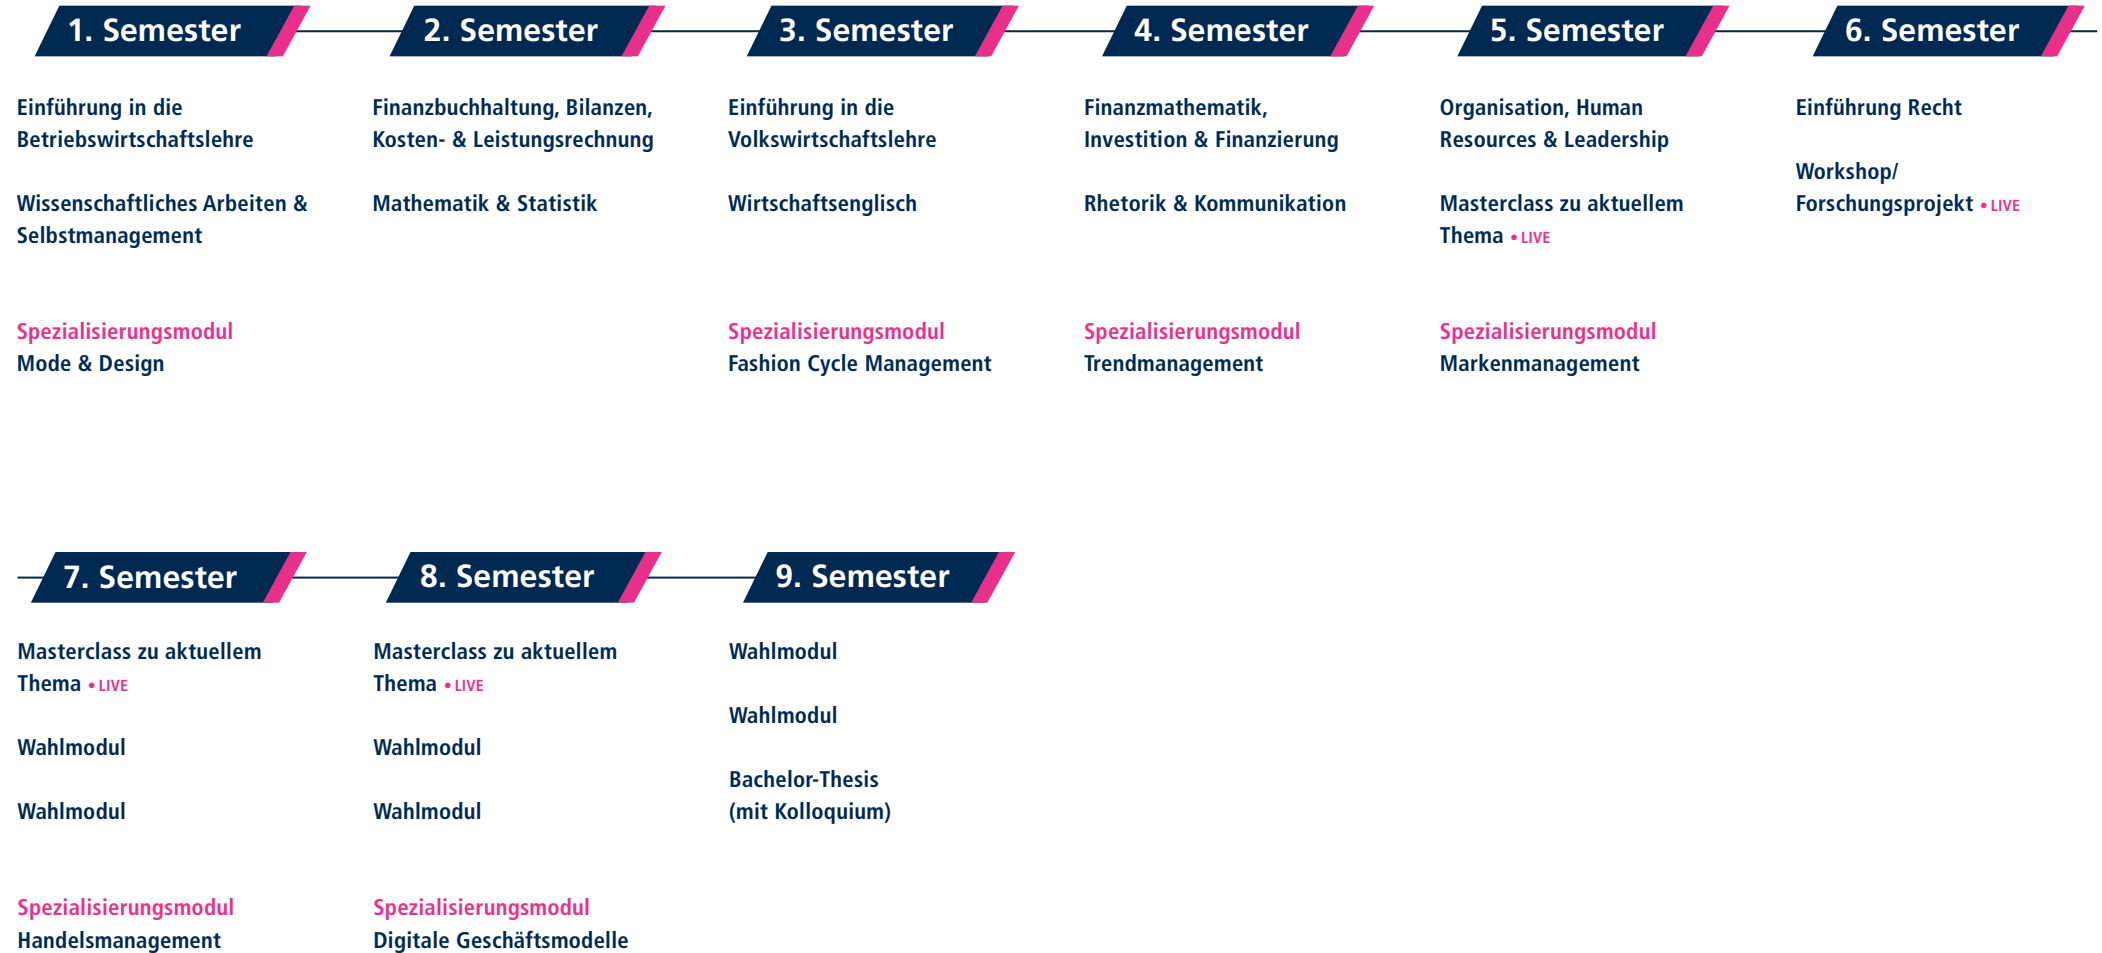 1. Semester
Einführung in die
Betriebswirtschaftslehre
Wissenschaftliches Arbeiten &
Selbstmanagement
Spezialisierungsmodul
Mode & Design
2. Semester
Finanzbuchhaltung, Bilanzen,
Kosten- & Leistungsrechnung
Mathematik & Statistik
3. Semester
Einführung in die
Volkswirtschaftslehre
Wirtschaftsenglisch
Spezialisierungsmodul
Fashion Cycle Management
4. Semester
Finanzmathematik,
Investition & Finanzierung
Rhetorik & Kommunikation
Spezialisierungsmodul
Trendmanagement
5. Semester
Organisation, Human
Resources & Leadership
Masterclass zu aktuellem
Thema • LIVE
Spezialisierungsmodul
Markenmanagement
6. Semester
Einführung Recht
Workshop/
Forschungsprojekt • LIVE
7. Semester
Masterclass zu aktuellem
Thema • LIVE
Wahlmodul
Wahlmodul
Spezialisierungsmodul
Handelsmanagement
8. Semester
Masterclass zu aktuellem
Thema • LIVE
Wahlmodul
Wahlmodul
Spezialisierungsmodul
Digitale Geschäftsmodelle
9. Semester
Wahlmodul
Wahlmodul
Bachelor-Thesis
(mit Kolloquium)